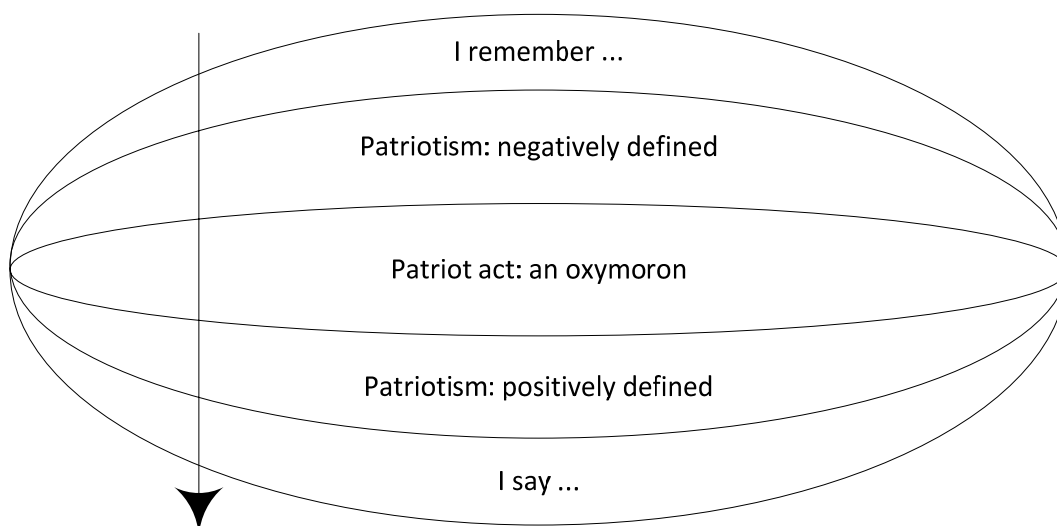 I remember ...
Patriotism: negatively defined
Patriot act: an oxymoron
Patriotism: positively defined
I say ...